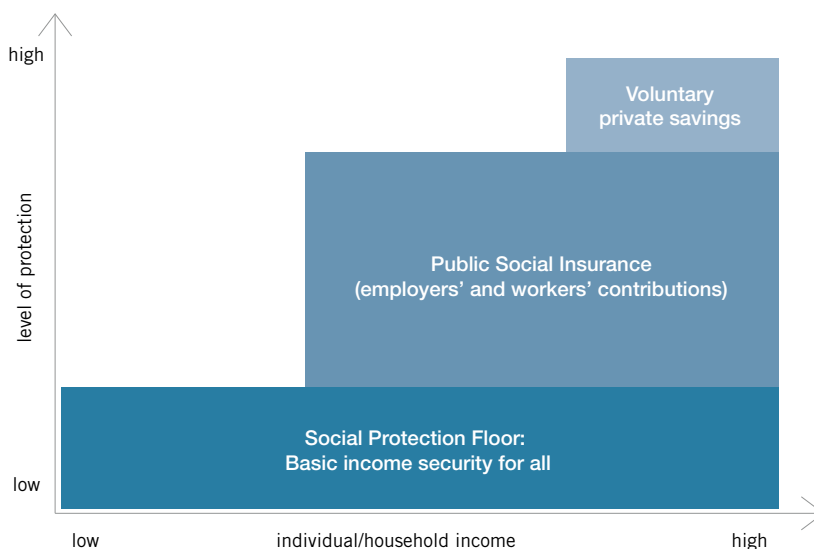 high
Voluntary
private savings
level of protection
Public Social Insurance
(employers’ and workers’ contributions)
Social Protection Floor:
Basic income security for all
low
low
individual/household income
high